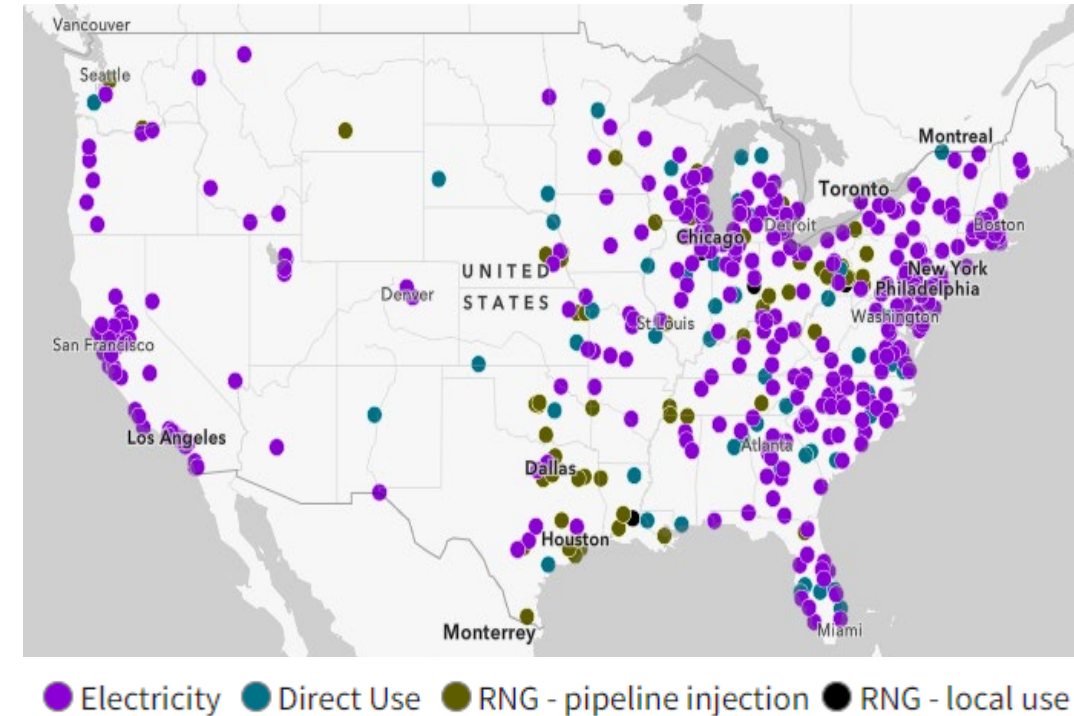 Vancouver
Seattle
Montreal
Toronto
Boston
Detroit
Chicago
New York
UNITED
Philadelphia
Denver
STATES
Washington
St. Louis
San Francisco
Los Angeles
Atlanta
Dallas
Houston
Monterrey
Miami
Electricity Direct Use RNG - pipeline injection RNG - local use